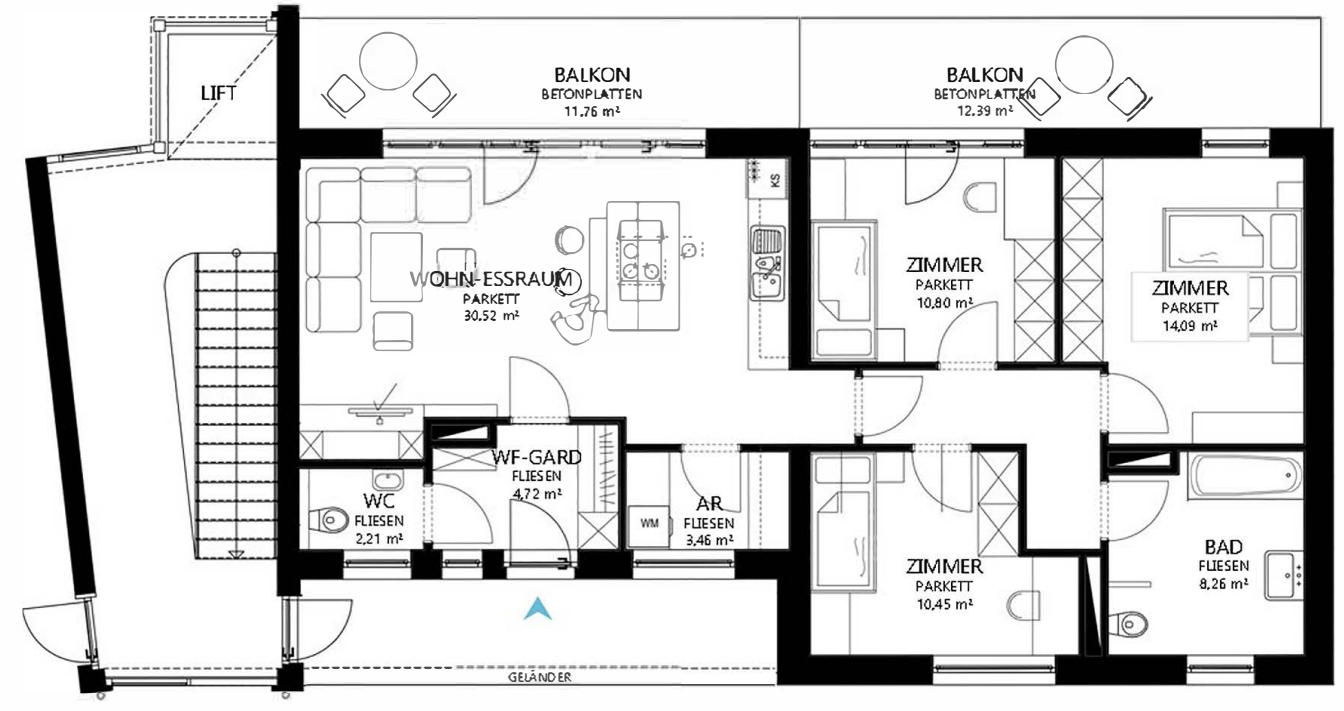 LIFT
BALKON
BETONPLATTEN
11,76 m²
BALKON
BETONPLATTEN
12,39 m²
KS
WOHN-ESSRAUM
PARKETT
30,52 m²
ZIMMER
PARKETT
10,80 m²
ZIMMER
PARKETT
14,09 m²
WF-GARD
FLIESEN
4,72 m²
WC
FLIESEN
2,21 m²
WM
AR
FLIESEN
3,46 m²
ZIMMER
PARKETT
10,45 m²
BAD
FLIESEN
8,26 m²
GELÄNDER